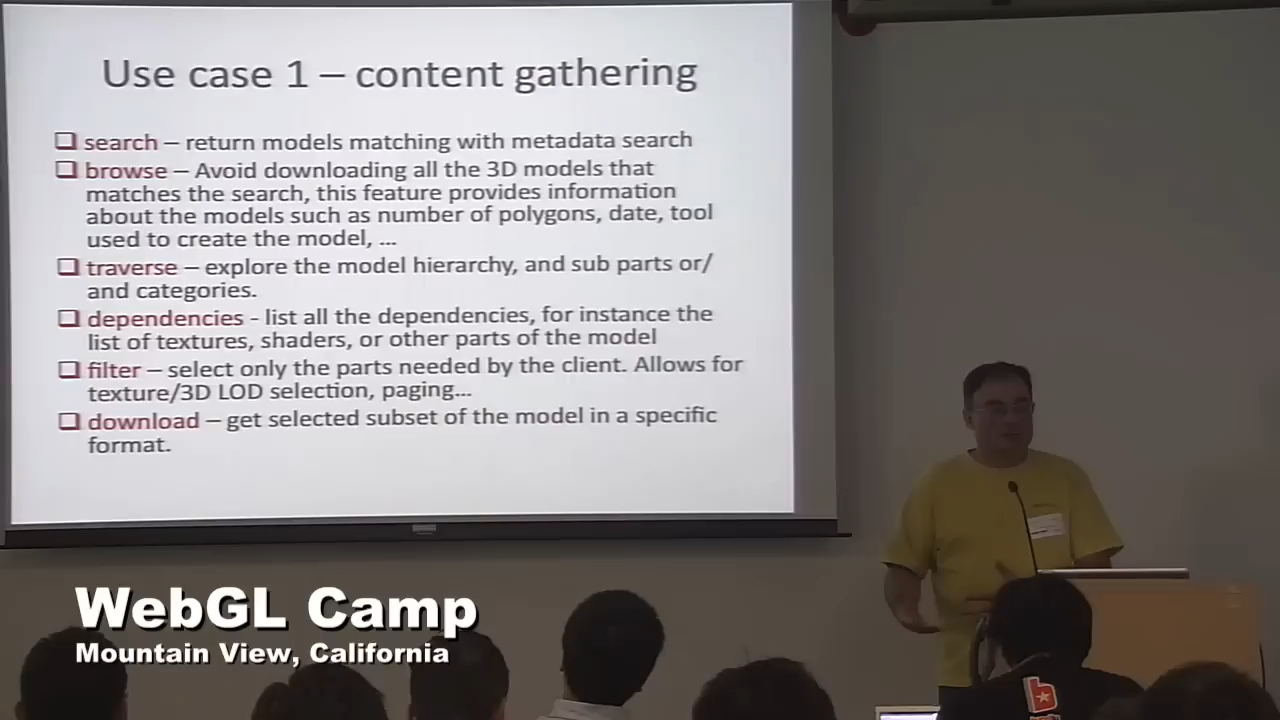 Use case 1 – content gathering
❑ search – return models matching with metadata search
❑ browse – Avoid downloading all the 3D models that
matches the search, this feature provides information
about the models such as number of polygons, date, tool
used to create the model, ...
❑ traverse – explore the model hierarchy, and sub parts or/
and categories.
❑ dependencies - list all the dependencies, for instance the
list of textures, shaders, or other parts of the model
❑ filter – select only the parts needed by the client. Allows for
texture/3D LOD selection, paging...
❑ download – get selected subset of the model in a specific
format.
WebGL Camp
Mountain View, California